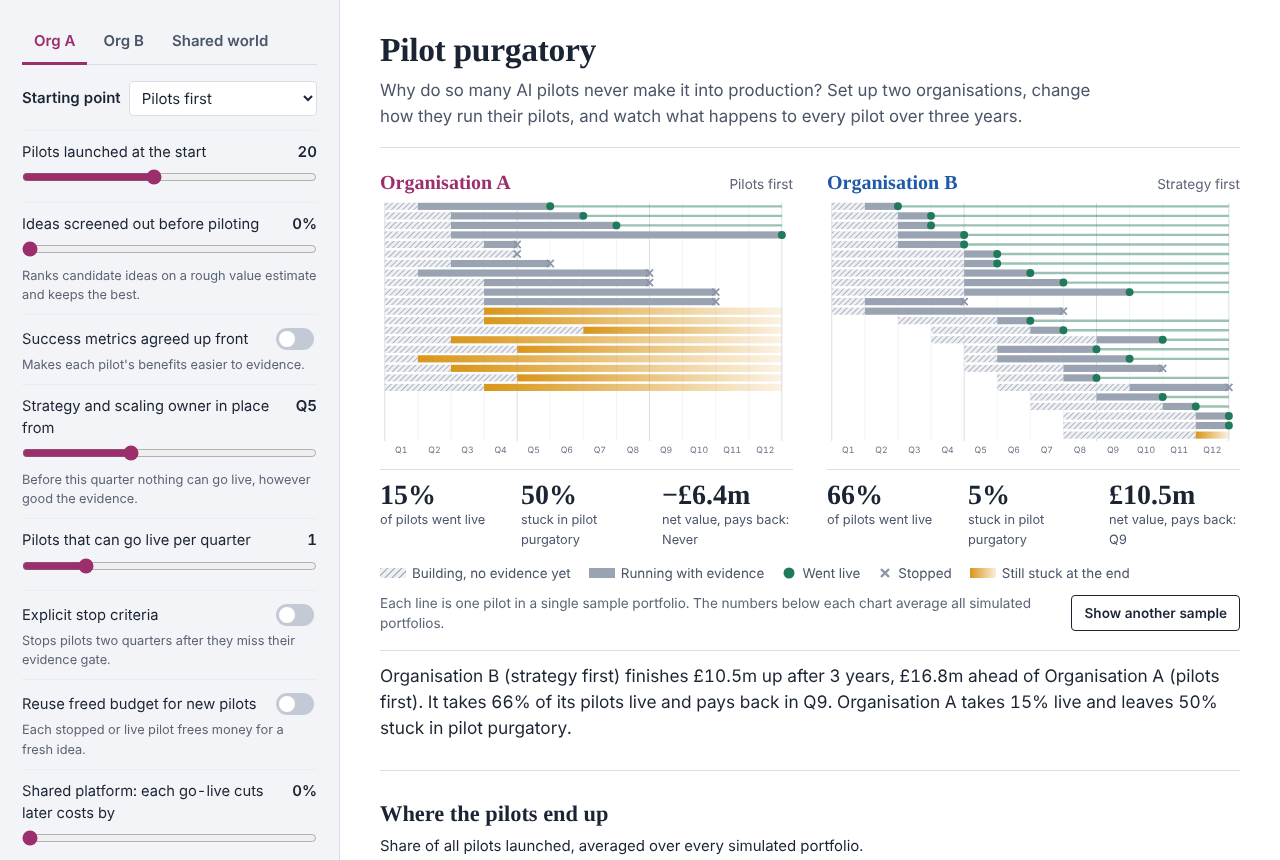 Org A
Org B
Shared world
Starting point
Pilots first
Pilots launched at the start
20
Ideas screened out before piloting
0%
Ranks candidate ideas on a rough value estimate
and keeps the best.
Success metrics agreed up front
Makes each pilot's benefits easier to evidence.
Strategy and scaling owner in place
from
Q5
Before this quarter nothing can go live, however
good the evidence.
Pilots that can go live per quarter
1
Explicit stop criteria
Stops pilots two quarters after they miss their
evidence gate.
Reuse freed budget for new pilots
Each stopped or live pilot frees money for a
fresh idea.
Shared platform: each go-live cuts
later costs by
0%
Pilot purgatory
Why do so many AI pilots never make it into production? Set up two organisations, change
how they run their pilots, and watch what happens to every pilot over three years.
Organisation A
Pilots first
Q1 Q2 Q3 Q4 Q5 Q6 Q7 Q8 Q9 Q10 Q11 Q12
15%
of pilots went live
50%
stuck in pilot
purgatory
−£6.4m
net value, pays back:
Never
Organisation B
Strategy first
Q1 Q2 Q3 Q4 Q5 Q6 Q7 Q8 Q9 Q10 Q11 Q12
66%
of pilots went live
5%
stuck in pilot
purgatory
£10.5m
net value, pays back:
Q9
Building, no evidence yet
Running with evidence
Went live
Stopped
Still stuck at the end
Each line is one pilot in a single sample portfolio. The numbers below each chart average all simulated
portfolios.
Show another sample
Organisation B (strategy first) finishes £10.5m up after 3 years, £16.8m ahead of Organisation A (pilots
first). It takes 66% of its pilots live and pays back in Q9. Organisation A takes 15% live and leaves 50%
stuck in pilot purgatory.
Where the pilots end up
Share of all pilots launched, averaged over every simulated portfolio.